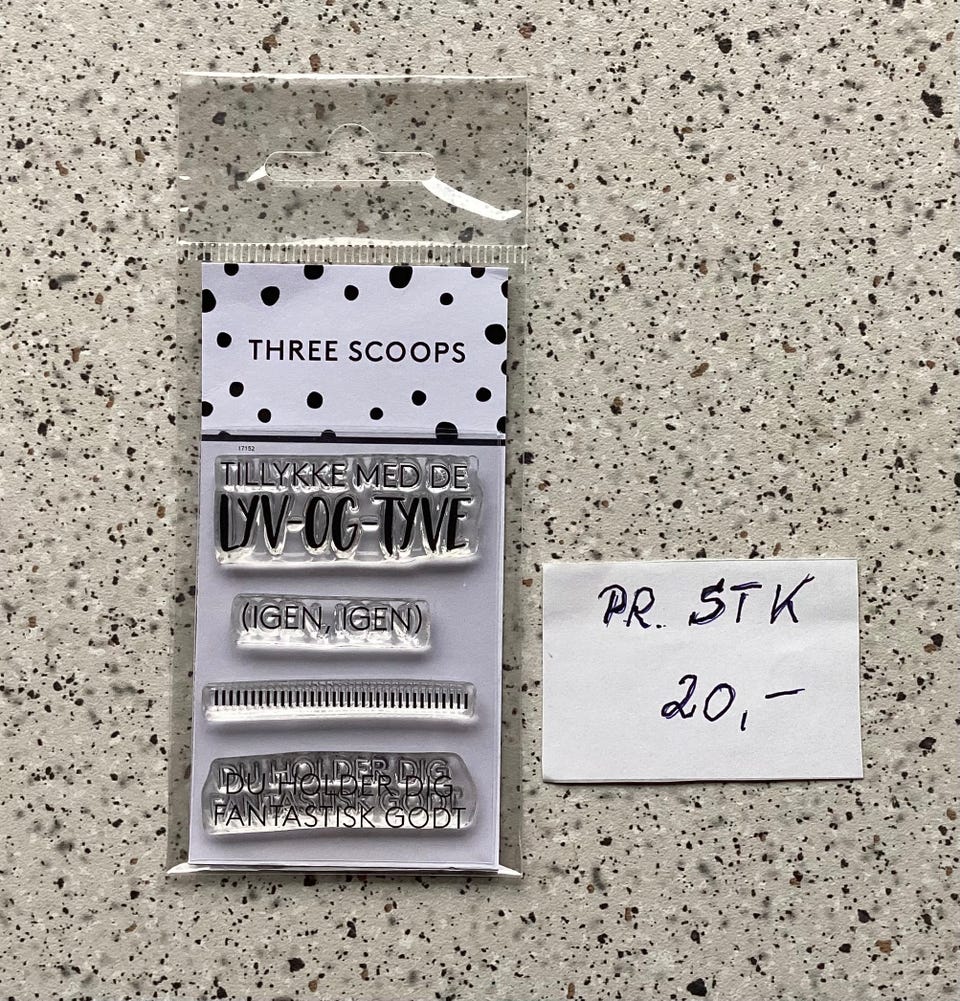 THREE SCOOPS
17152
TILLYKKE MED DE
LYV-OG-TYVE
(IGEN, IGEN)
DU HOLDER DIG
FANTASTISK GODT
PR. STK
20,-